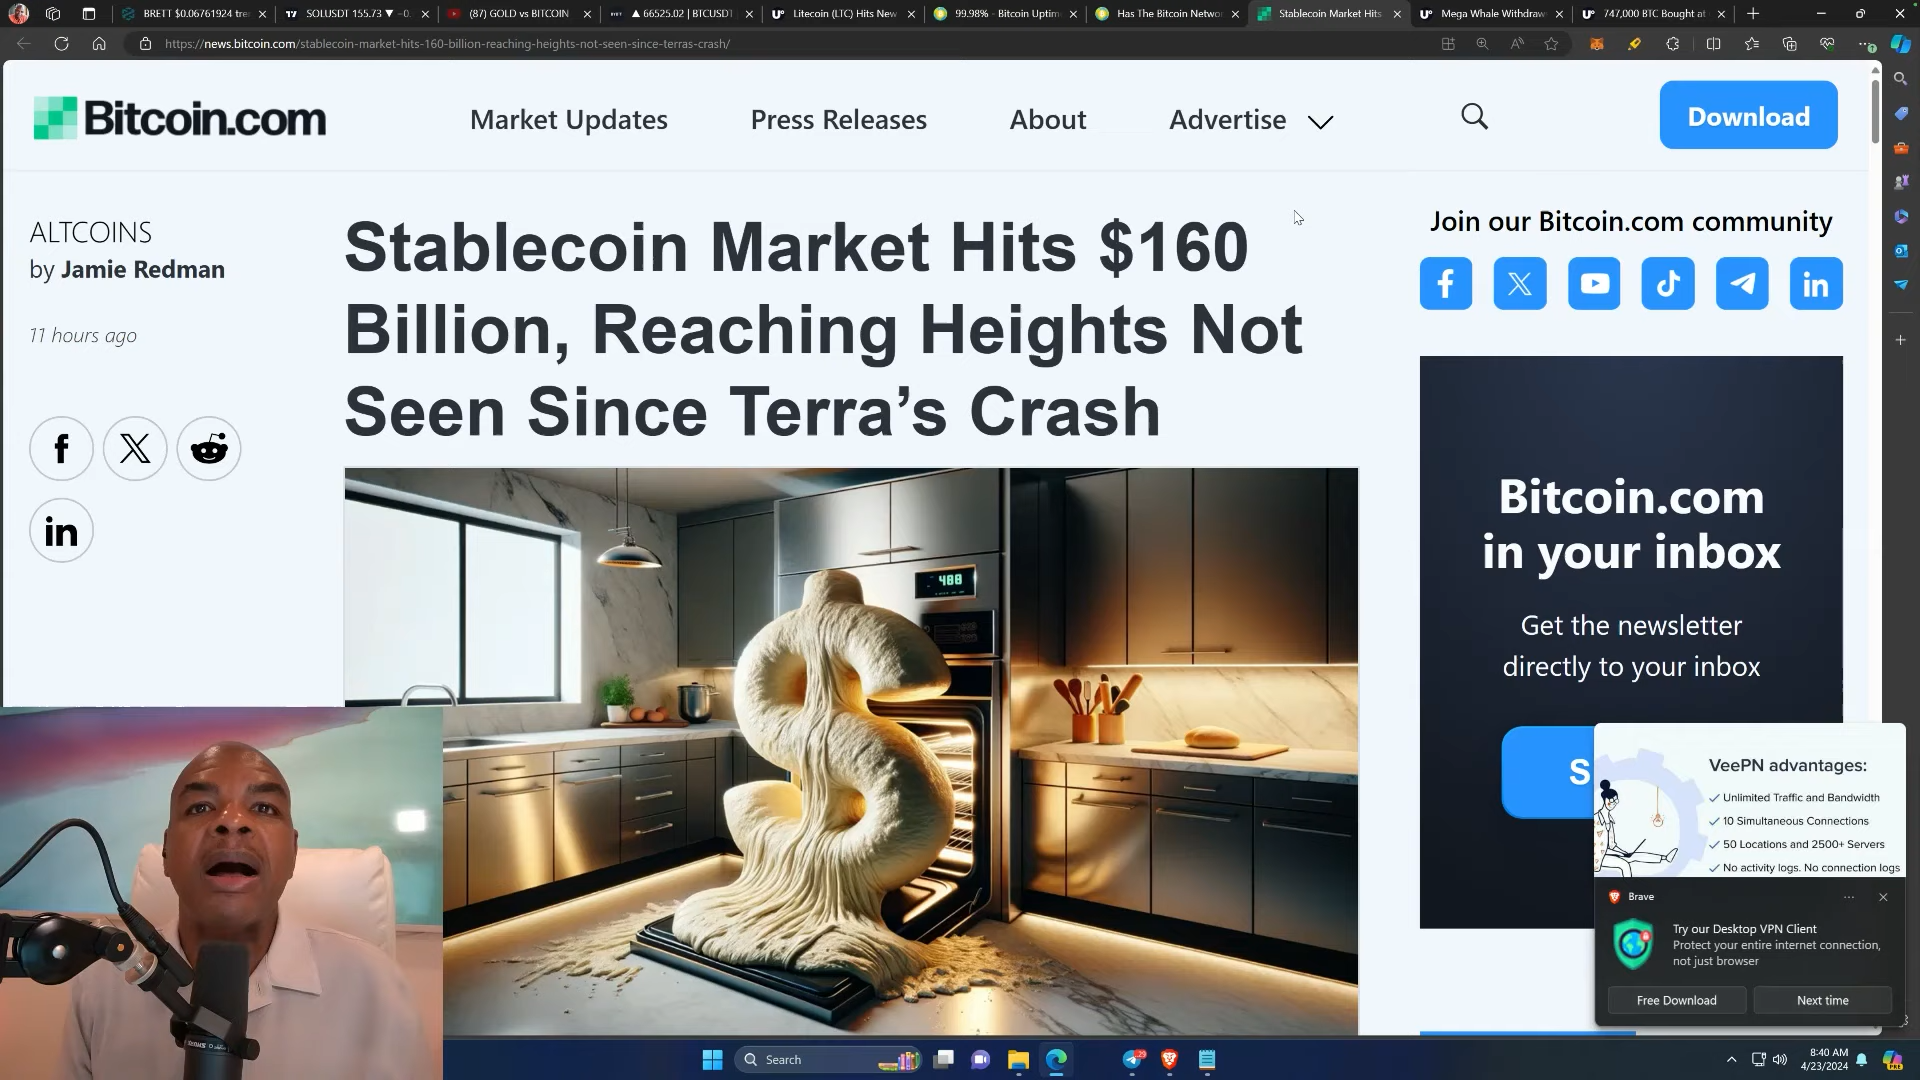 BRETT $0.06761924 tre
SOLUSDT 155.73 ▼ −0.
(87) GOLD vs BITCOIN
▲ 66525.02 | BTCUSDT
Litecoin (LTC) Hits New
99.98% - Bitcoin Uptim
Has The Bitcoin Networ
Stablecoin Market Hits
Mega Whale Withdraw
747,000 BTC Bought at
https://news.bitcoin.com/stablecoin-market-hits-160-billion-reaching-heights-not-seen-since-terras-crash/
Bitcoin.com
Market Updates
Press Releases
About
Advertise
Download
ALTCOINS
by Jamie Redman
11 hours ago
Stablecoin Market Hits $160
Billion, Reaching Heights Not
Seen Since Terra’s Crash
Join our Bitcoin.com community
Bitcoin.com
in your inbox
Get the newsletter
directly to your inbox
S
VeePN advantages:
Unlimited Traffic and Bandwidth
10 Simultaneous Connections
50 Locations and 2500+ Servers
No activity logs. No connection logs
Brave
Try our Desktop VPN Client
Protect your entire internet connection,
not just browser
Free Download
Next time
Search
29
8:40 AM
4/23/2024